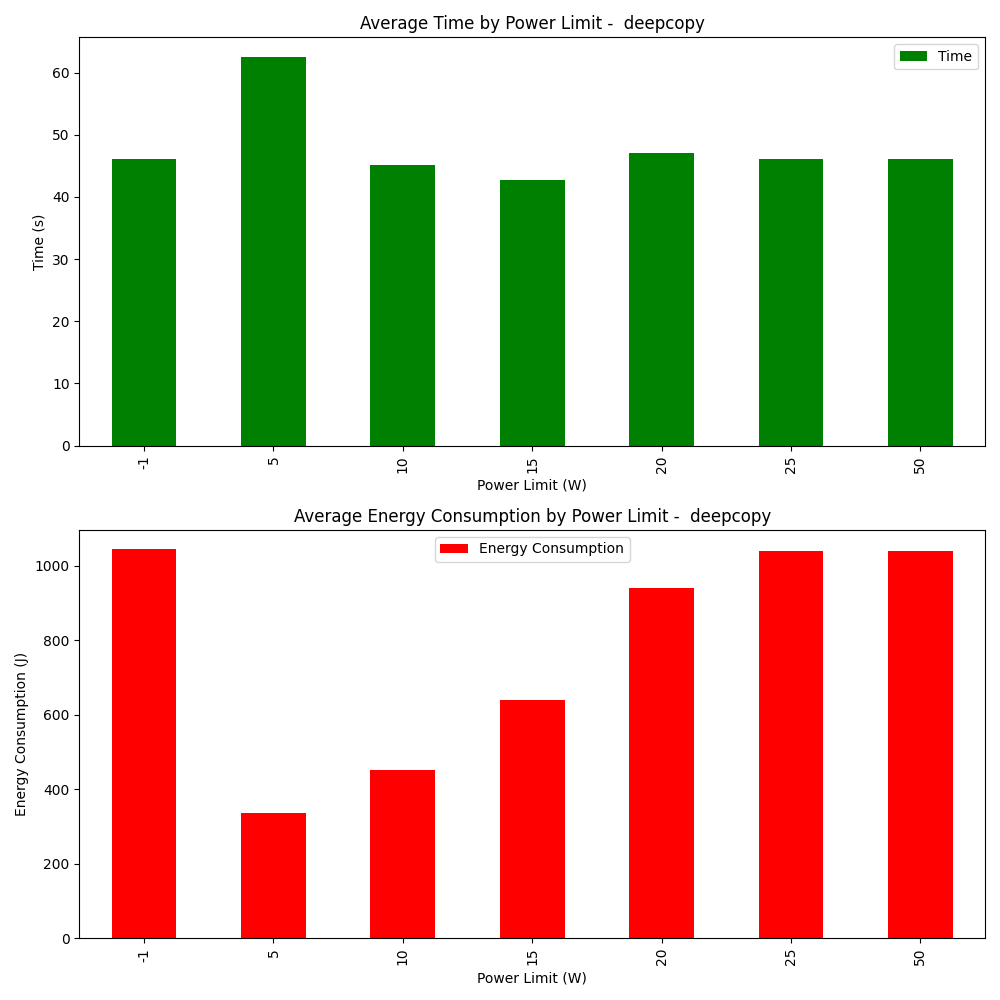 Average Time by Power Limit -  deepcopy
Time
60
50
40
30
20
10
0
Time (s)
-1 5 10 15 20 25 50
Power Limit (W)
Average Energy Consumption by Power Limit -  deepcopy
Energy Consumption
1000
800
600
400
200
0
Energy Consumption (J)
-1 5 10 15 20 25 50
Power Limit (W)